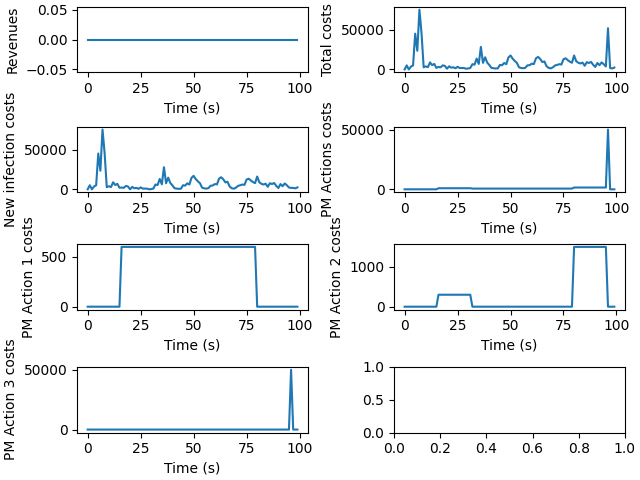 Revenues
0.05
0.00
−0.05
0 25 50 75 100
Time (s)
Total costs
50000
0
0 25 50 75 100
Time (s)
New infection costs
50000
0
0 25 50 75 100
Time (s)
PM Actions costs
50000
0
0 25 50 75 100
Time (s)
PM Action 1 costs
500
0
0 25 50 75 100
Time (s)
PM Action 2 costs
1000
0
0 25 50 75 100
Time (s)
PM Action 3 costs
50000
0
0 25 50 75 100
Time (s)
1.0
0.5
0.0
0.0 0.2 0.4 0.6 0.8 1.0